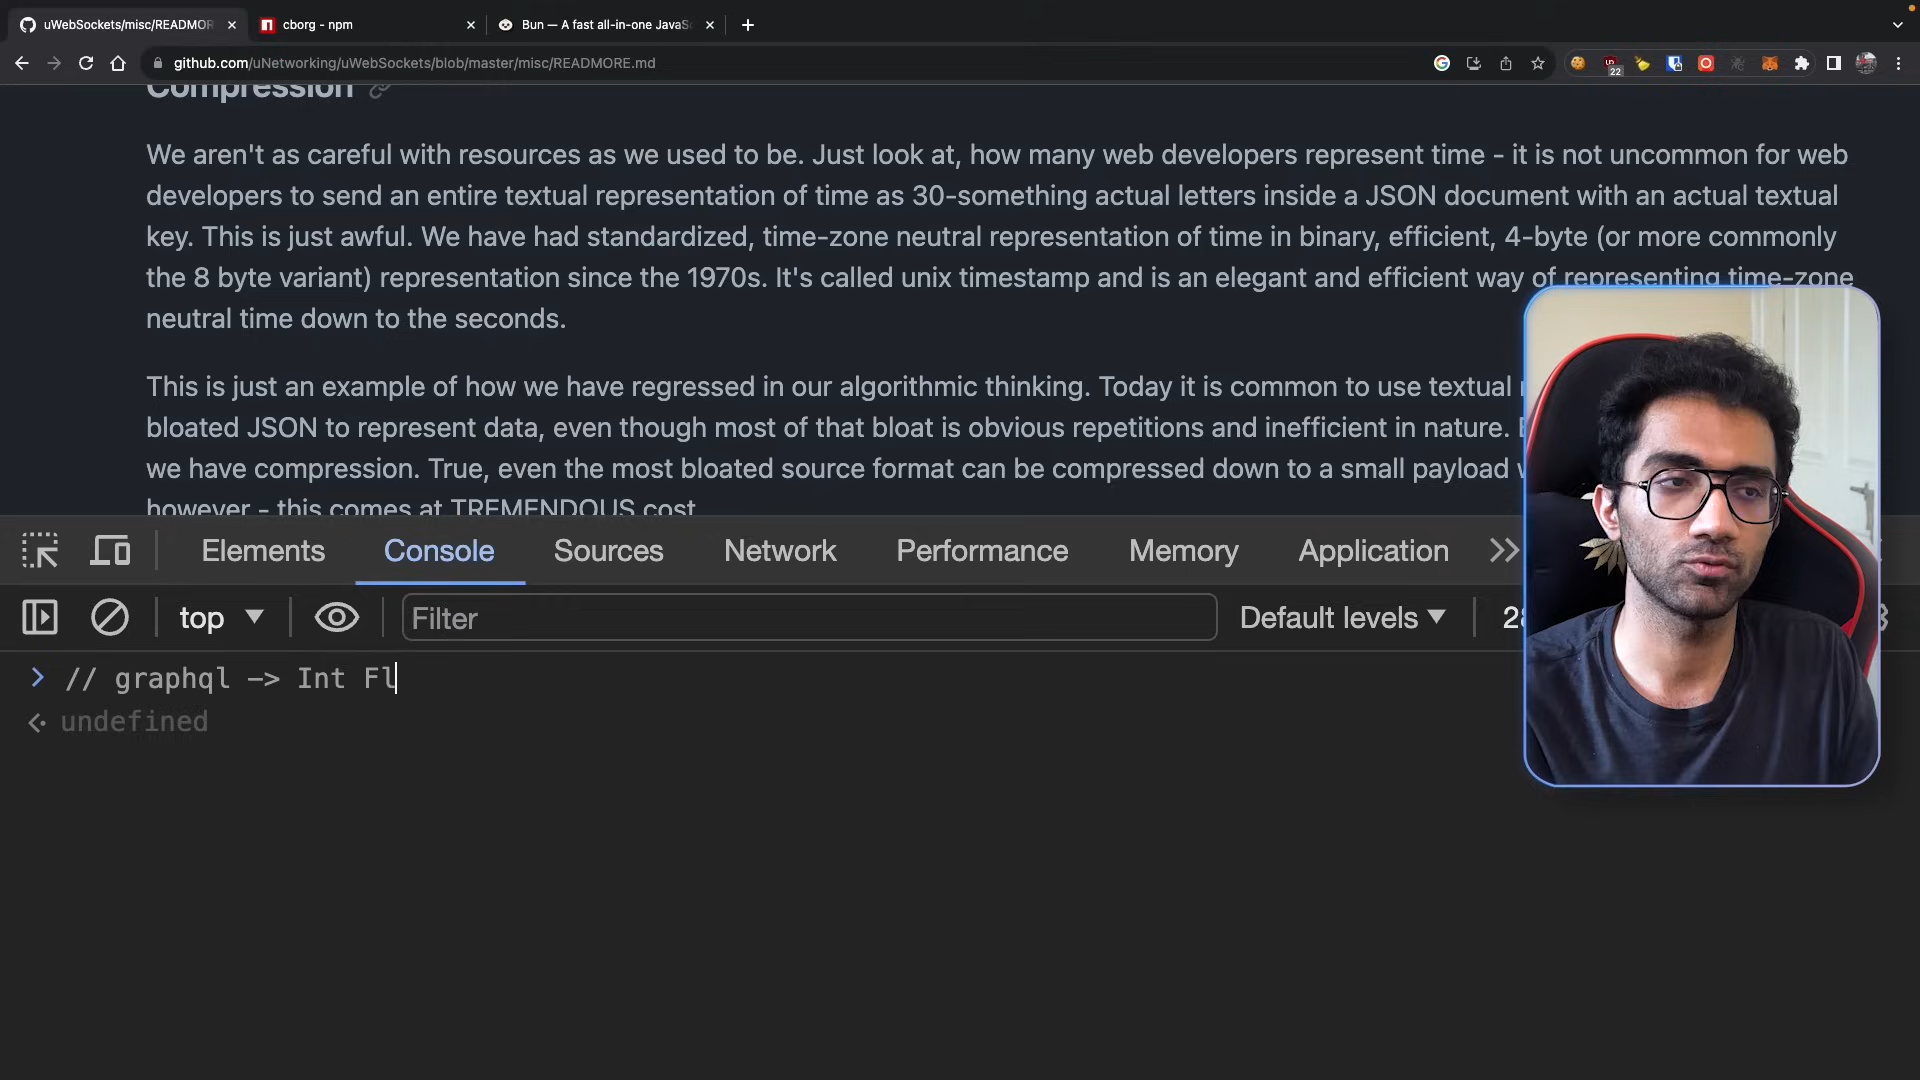 uWebSockets/misc/READMOR
cborg - npm
Bun — A fast all-in-one JavaS
github.com/uNetworking/uWebSockets/blob/master/misc/READMORE.md
22
Compression
We aren't as careful with resources as we used to be. Just look at, how many web developers represent time - it is not uncommon for web
developers to send an entire textual representation of time as 30-something actual letters inside a JSON document with an actual textual
key. This is just awful. We have had standardized, time-zone neutral representation of time in binary, efficient, 4-byte (or more commonly
the 8 byte variant) representation since the 1970s. It's called unix timestamp and is an elegant and efficient way of representing time-zone
neutral time down to the seconds.
This is just an example of how we have regressed in our algorithmic thinking. Today it is common to use textual
bloated JSON to represent data, even though most of that bloat is obvious repetitions and inefficient in nature.
we have compression. True, even the most bloated source format can be compressed down to a small payload
however - this comes at TREMENDOUS cost
Elements Console Sources Network Performance Memory Application
top Filter Default levels 28
// graphql -> Int Fl
undefined